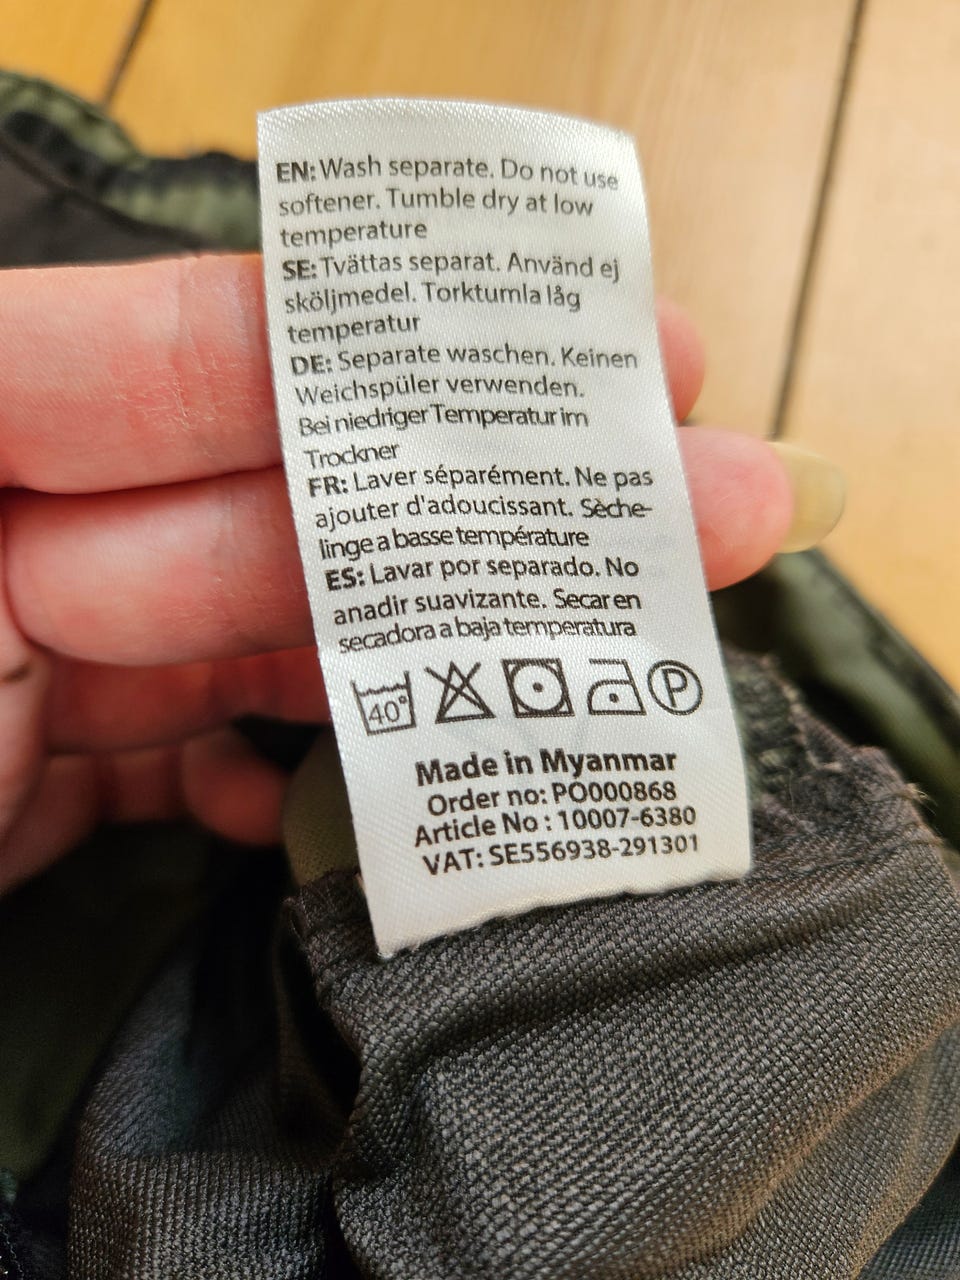 EN: Wash separate. Do not use
softener. Tumble dry at low
temperature
SE: Tvättas separat. Använd ej
sköljmedel. Torktumla låg
temperatur
DE: Separate waschen. Keinen
Weichspüler verwenden.
Bei niedriger Temperatur im
Trockner
FR: Laver séparément. Ne pas
ajouter d'adoucissant. Sèche-
linge a basse température
ES: Lavar por separado. No
anadir suavizante. Secar en
secadora a baja temperatura
40° P
Made in Myanmar
Order no: PO000868
Article No : 10007-6380
VAT: SE556938-291301